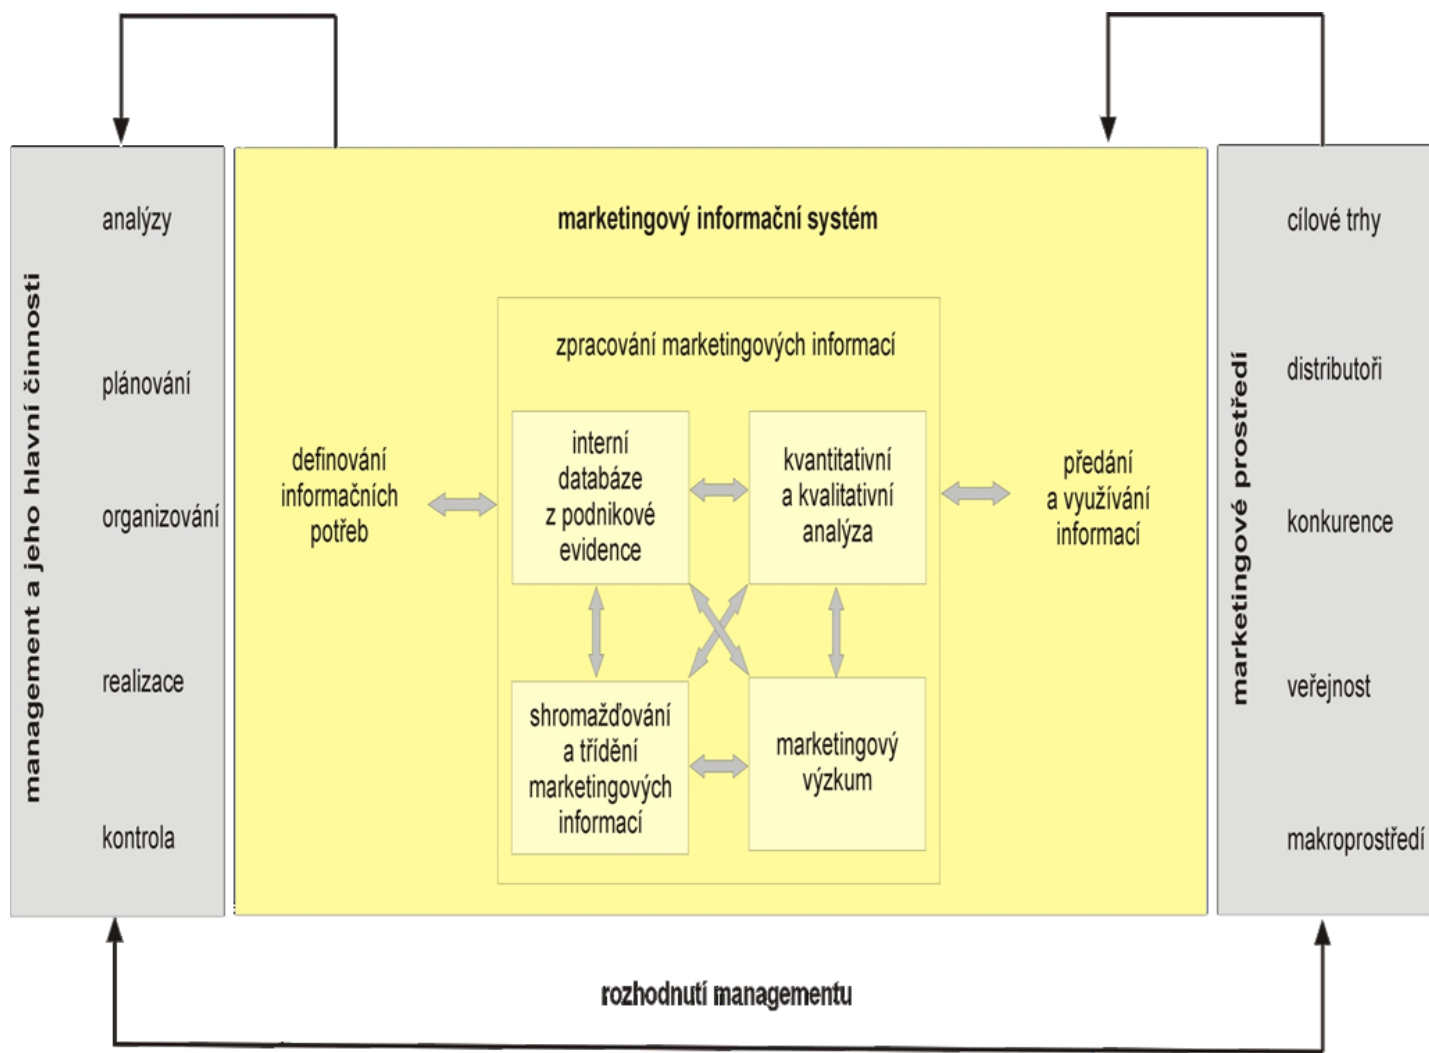 management a jeho hlavní činnosti
analýzy
plánování
organizování
realizace
kontrola
marketingový informační systém
definování
informačních
potřeb
zpracování marketingových informací
interní
databáze
z podnikové
evidence
kvantitativní
a kvalitativní
analýza
shromažďování
a třídění
marketingových
informací
marketingový
výzkum
předání
a využívání
informací
marketingové prostředí
cílové trhy
distributoři
konkurence
veřejnost
makroprostředí
rozhodnutí managementu